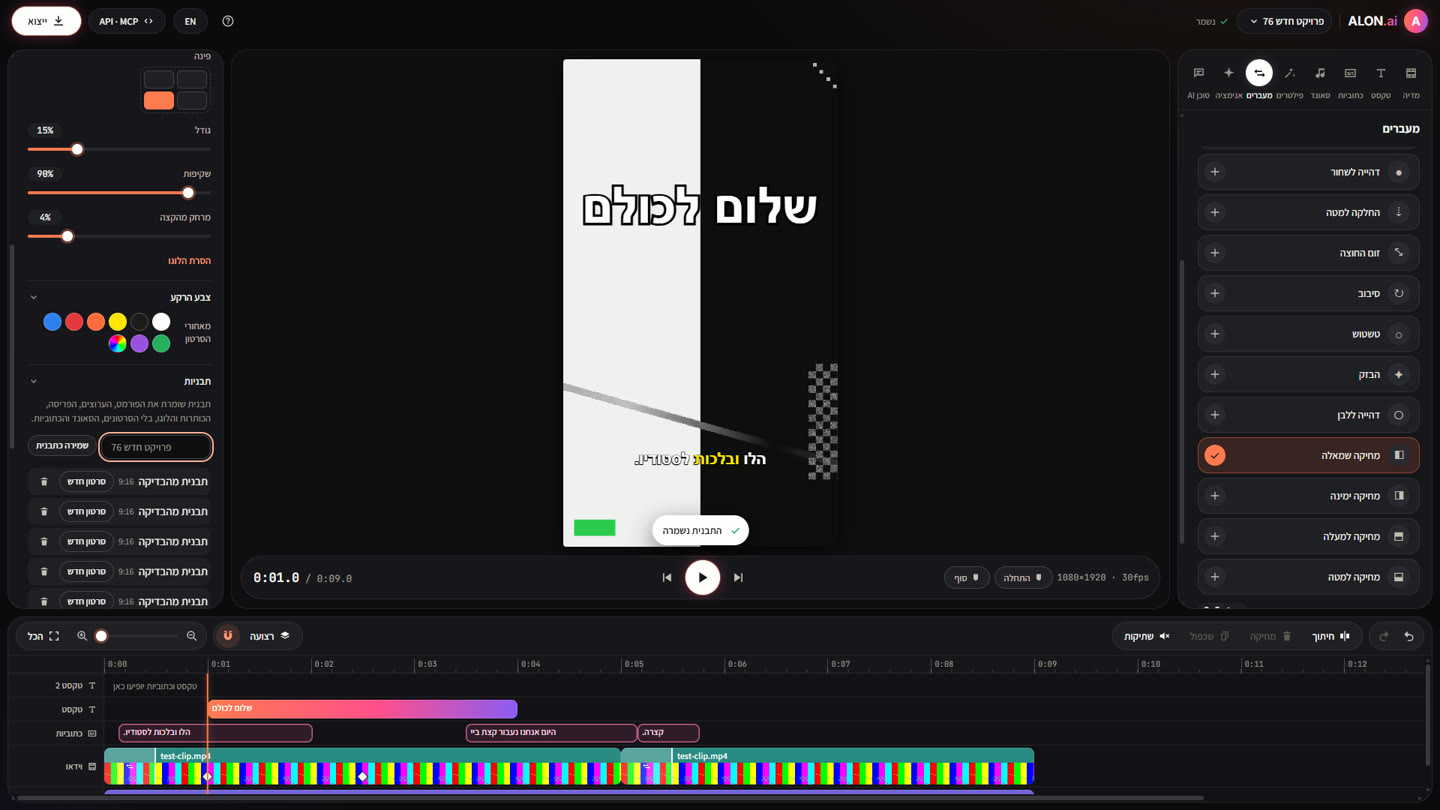 ייצוא
API · MCP
EN
נשמר
פרויקט חדש 76
ALON.ai
A
מדיה
טקסט
כתוביות
סאונד
פילטרים
מעברים
אנימציה
סוכן AI
מעברים
דהייה לשחור
החלקה למטה
זום החוצה
סיבוב
טשטוש
הבזק
דהייה ללבן
מחיקה שמאלה
מחיקה ימינה
מחיקה למעלה
מחיקה למטה
שלום לכולם
הלו ובלכות לסטודיו.
התבנית נשמרה
פינה
גודל
15%
שקיפות
90%
מרחק מהקצה
4%
הסרת הלוגו
צבע הרקע
מאחורי
הסרטון
תבניות
תבנית שומרת את הפורמט, הערוצים, הפריסה,
הכותרות והלוגו, בלי הסרטונים, הסאונד והכתוביות.
פרויקט חדש 76
שמירה כתבנית
תבנית מהבדיקה 9:16 סרטון חדש
תבנית מהבדיקה 9:16 סרטון חדש
תבנית מהבדיקה 9:16 סרטון חדש
תבנית מהבדיקה 9:16 סרטון חדש
תבנית מהבדיקה 9:16 סרטון חדש
0:01.0 / 0:09.0
סוף
התחלה
1080×1920 · 30fps
הכל
רצועה
שתיקות
שכפול
מחיקה
חיתוך
0:00 0:01 0:02 0:03 0:04 0:05 0:06 0:07 0:08 0:09 0:10 0:11 0:12
טקסט 2
טקסט וכתוביות יופיעו כאן
טקסט
שלום לכולם
כתוביות
הלו ובלכות לסטודיו.
היום אנחנו נעבור קצת ביי
קצרה.
וידאו
test-clip.mp4
test-clip.mp4